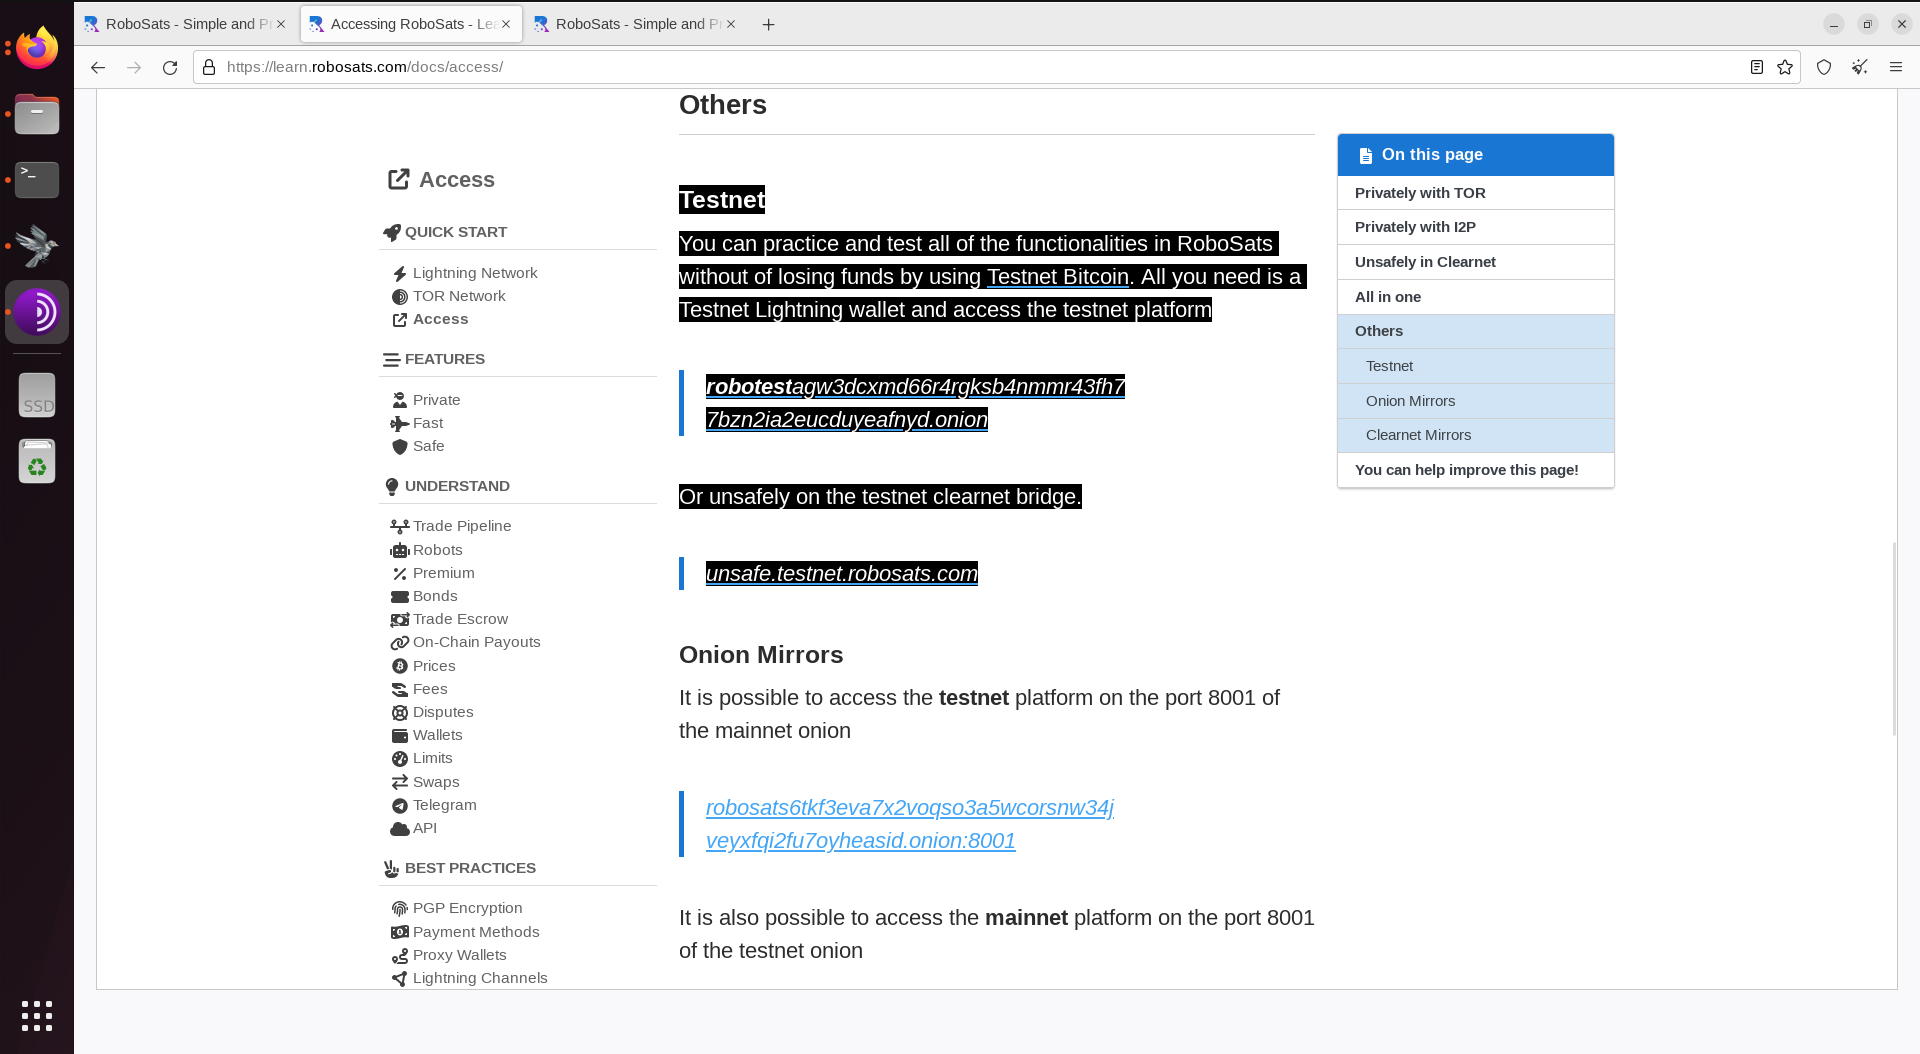 RoboSats - Simple and Pr
Accessing RoboSats - Lea
RoboSats - Simple and Pr
https://learn.robosats.com/docs/access/
>_
SSD
Access
QUICK START
Lightning Network
TOR Network
Access
FEATURES
Private
Fast
Safe
UNDERSTAND
Trade Pipeline
Robots
Premium
Bonds
Trade Escrow
On-Chain Payouts
Prices
Fees
Disputes
Wallets
Limits
Swaps
Telegram
API
BEST PRACTICES
PGP Encryption
Payment Methods
Proxy Wallets
Lightning Channels
Others
Testnet
You can practice and test all of the functionalities in RoboSats
without of losing funds by using Testnet Bitcoin. All you need is a
Testnet Lightning wallet and access the testnet platform
robotestagw3dcxmd66r4rgksb4nmmr43fh7
7bzn2ia2eucduyeafnyd.onion
Or unsafely on the testnet clearnet bridge.
unsafe.testnet.robosats.com
Onion Mirrors
It is possible to access the testnet platform on the port 8001 of
the mainnet onion
robosats6tkf3eva7x2voqso3a5wcorsnw34j
veyxfqi2fu7oyheasid.onion:8001
It is also possible to access the mainnet platform on the port 8001
of the testnet onion
On this page
Privately with TOR
Privately with I2P
Unsafely in Clearnet
All in one
Others
Testnet
Onion Mirrors
Clearnet Mirrors
You can help improve this page!